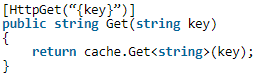 [HttpGet(“{key}”)]
public string Get(string key)
{
    return cache.Get<string>(key);
}